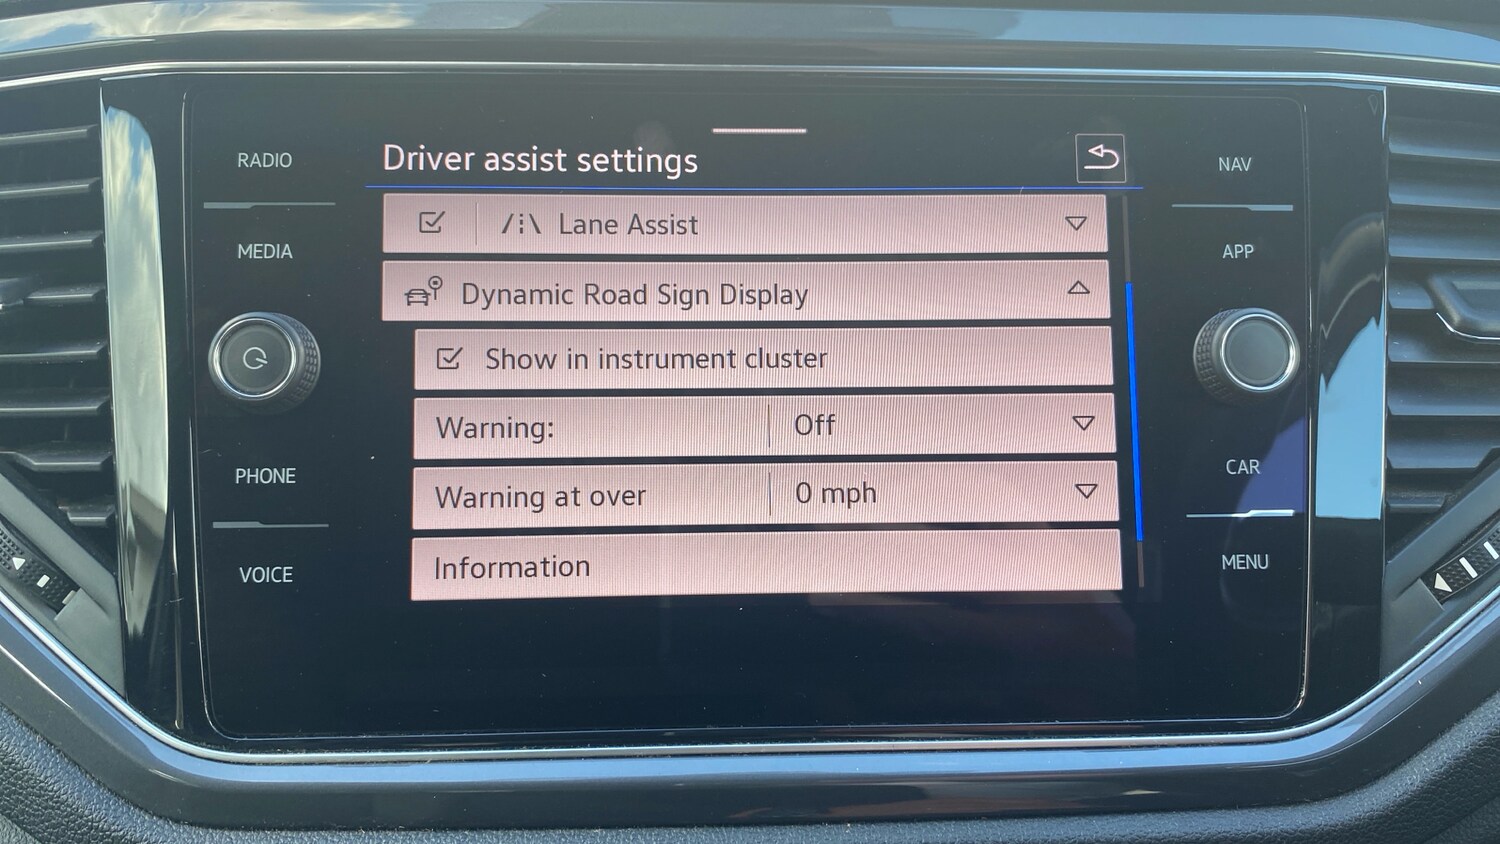 RADIO
MEDIA
PHONE
VOICE
Driver assist settings
Lane Assist
Dynamic Road Sign Display
Show in instrument cluster
Warning: Off
Warning at over 0 mph
Information
NAV
APP
CAR
MENU